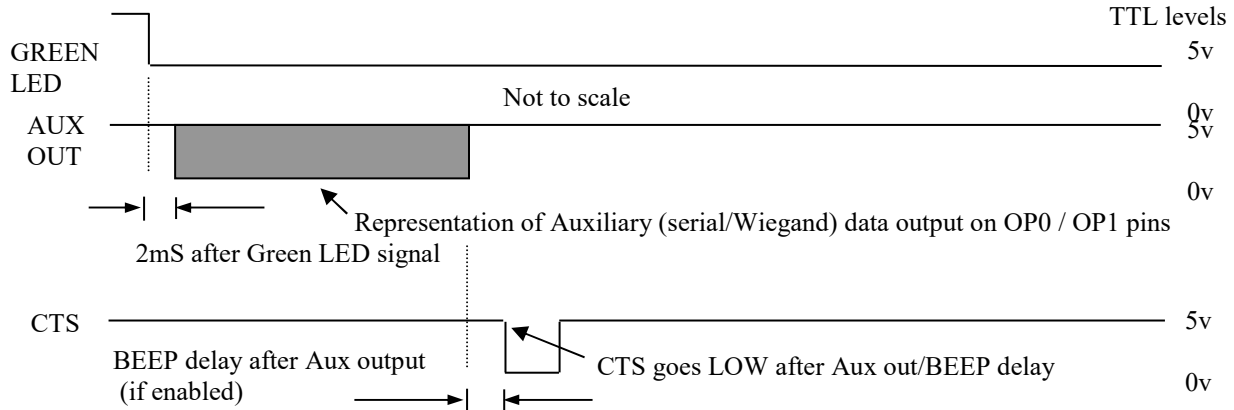 TTL levels
GREEN
LED
5v
Not to scale
0v
AUX
OUT
5v
0v
Representation of Auxiliary (serial/Wiegand) data output on OP0 / OP1 pins
2mS after Green LED signal
CTS
5v
BEEP delay after Aux output
(if enabled)
CTS goes LOW after Aux out/BEEP delay
0v